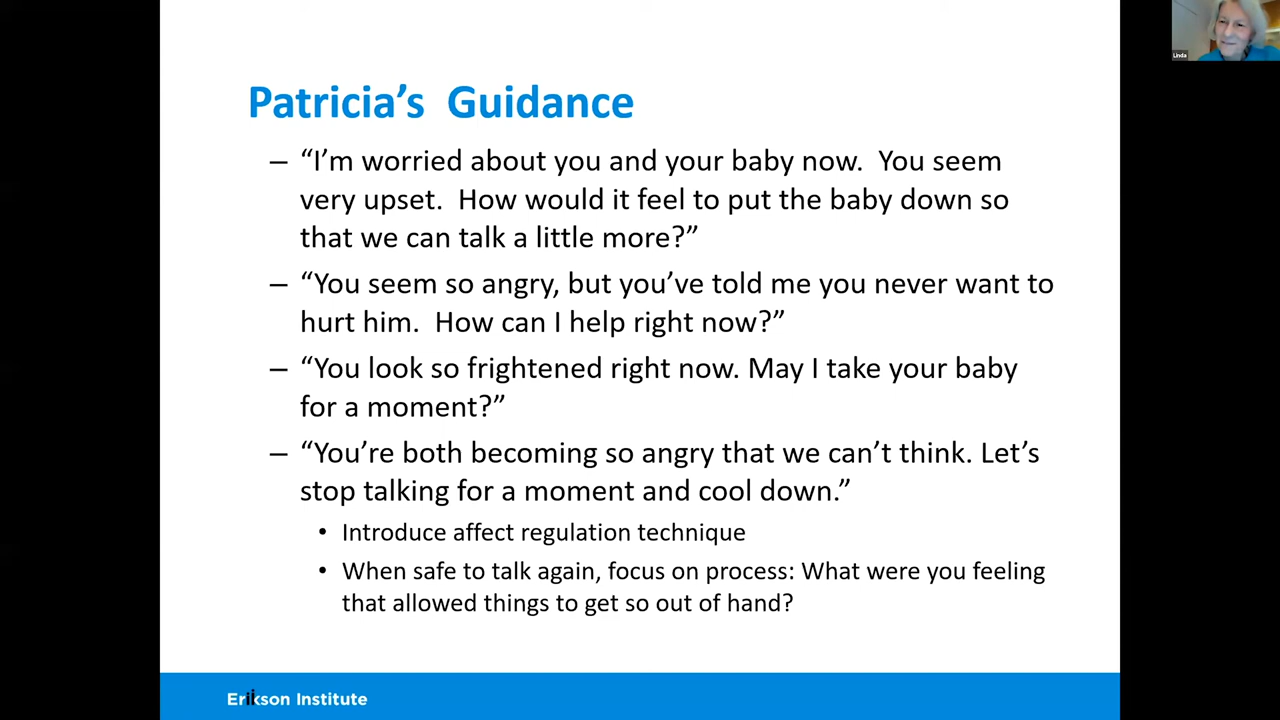 Linda
Patricia’s  Guidance
– “I’m worried about you and your baby now.  You seem
very upset.  How would it feel to put the baby down so
that we can talk a little more?”
– “You seem so angry, but you’ve told me you never want to
hurt him.  How can I help right now?”
– “You look so frightened right now. May I take your baby
for a moment?”
– “You’re both becoming so angry that we can’t think. Let’s
stop talking for a moment and cool down.”
• Introduce affect regulation technique
• When safe to talk again, focus on process: What were you feeling
that allowed things to get so out of hand?
Erikson Institute